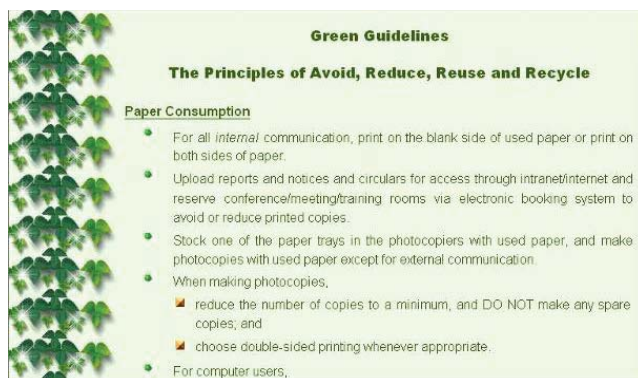 Green Guidelines
The Principles of Avoid, Reduce, Reuse and Recycle
Paper Consumption
For all internal communication, print on the blank side of used paper or print on
both sides of paper.
Upload reports and notices and circulars for access through intranet/internet and
reserve conference/meeting/training rooms via electronic booking system to
avoid or reduce printed copies.
Stock one of the paper trays in the photocopiers with used paper, and make
photocopies with used paper except for external communication.
When making photocopies,
reduce the number of copies to a minimum, and DO NOT make any spare
copies; and
choose double-sided printing whenever appropriate.
For computer users,